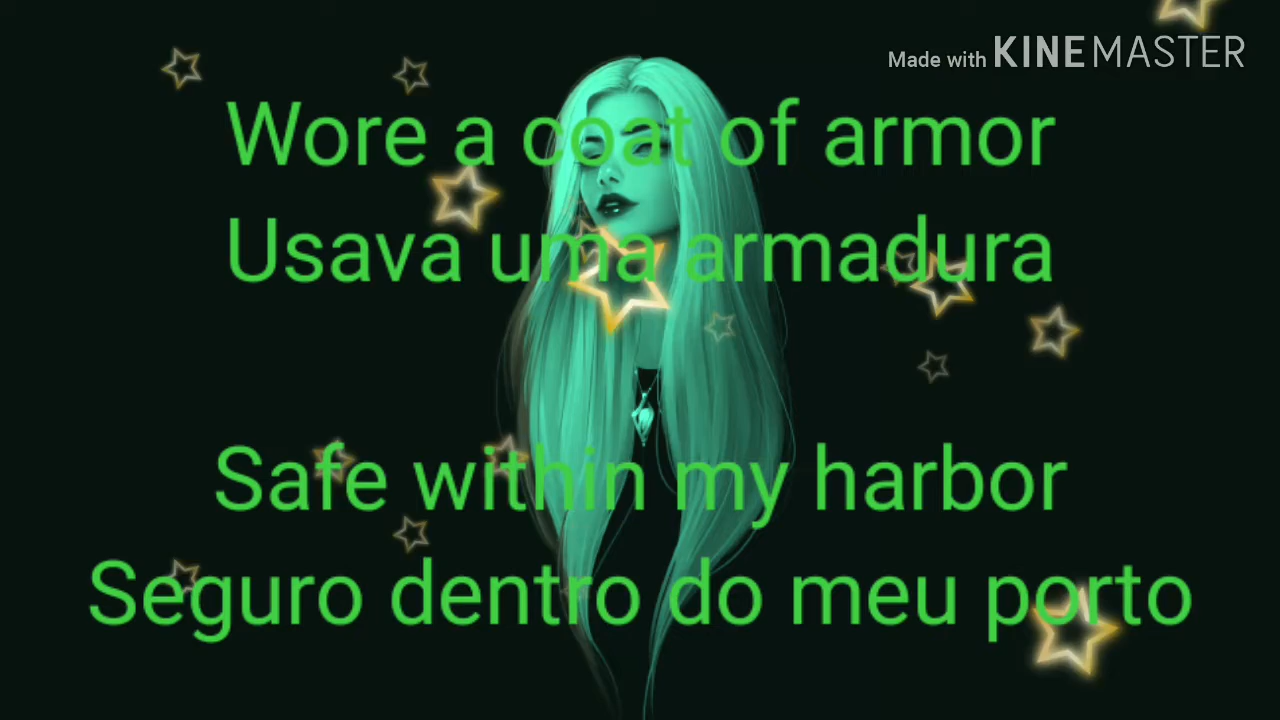 Made with KINEMASTER
Wore a coat of armor
Usava uma armadura
Safe within my harbor
Seguro dentro do meu porto